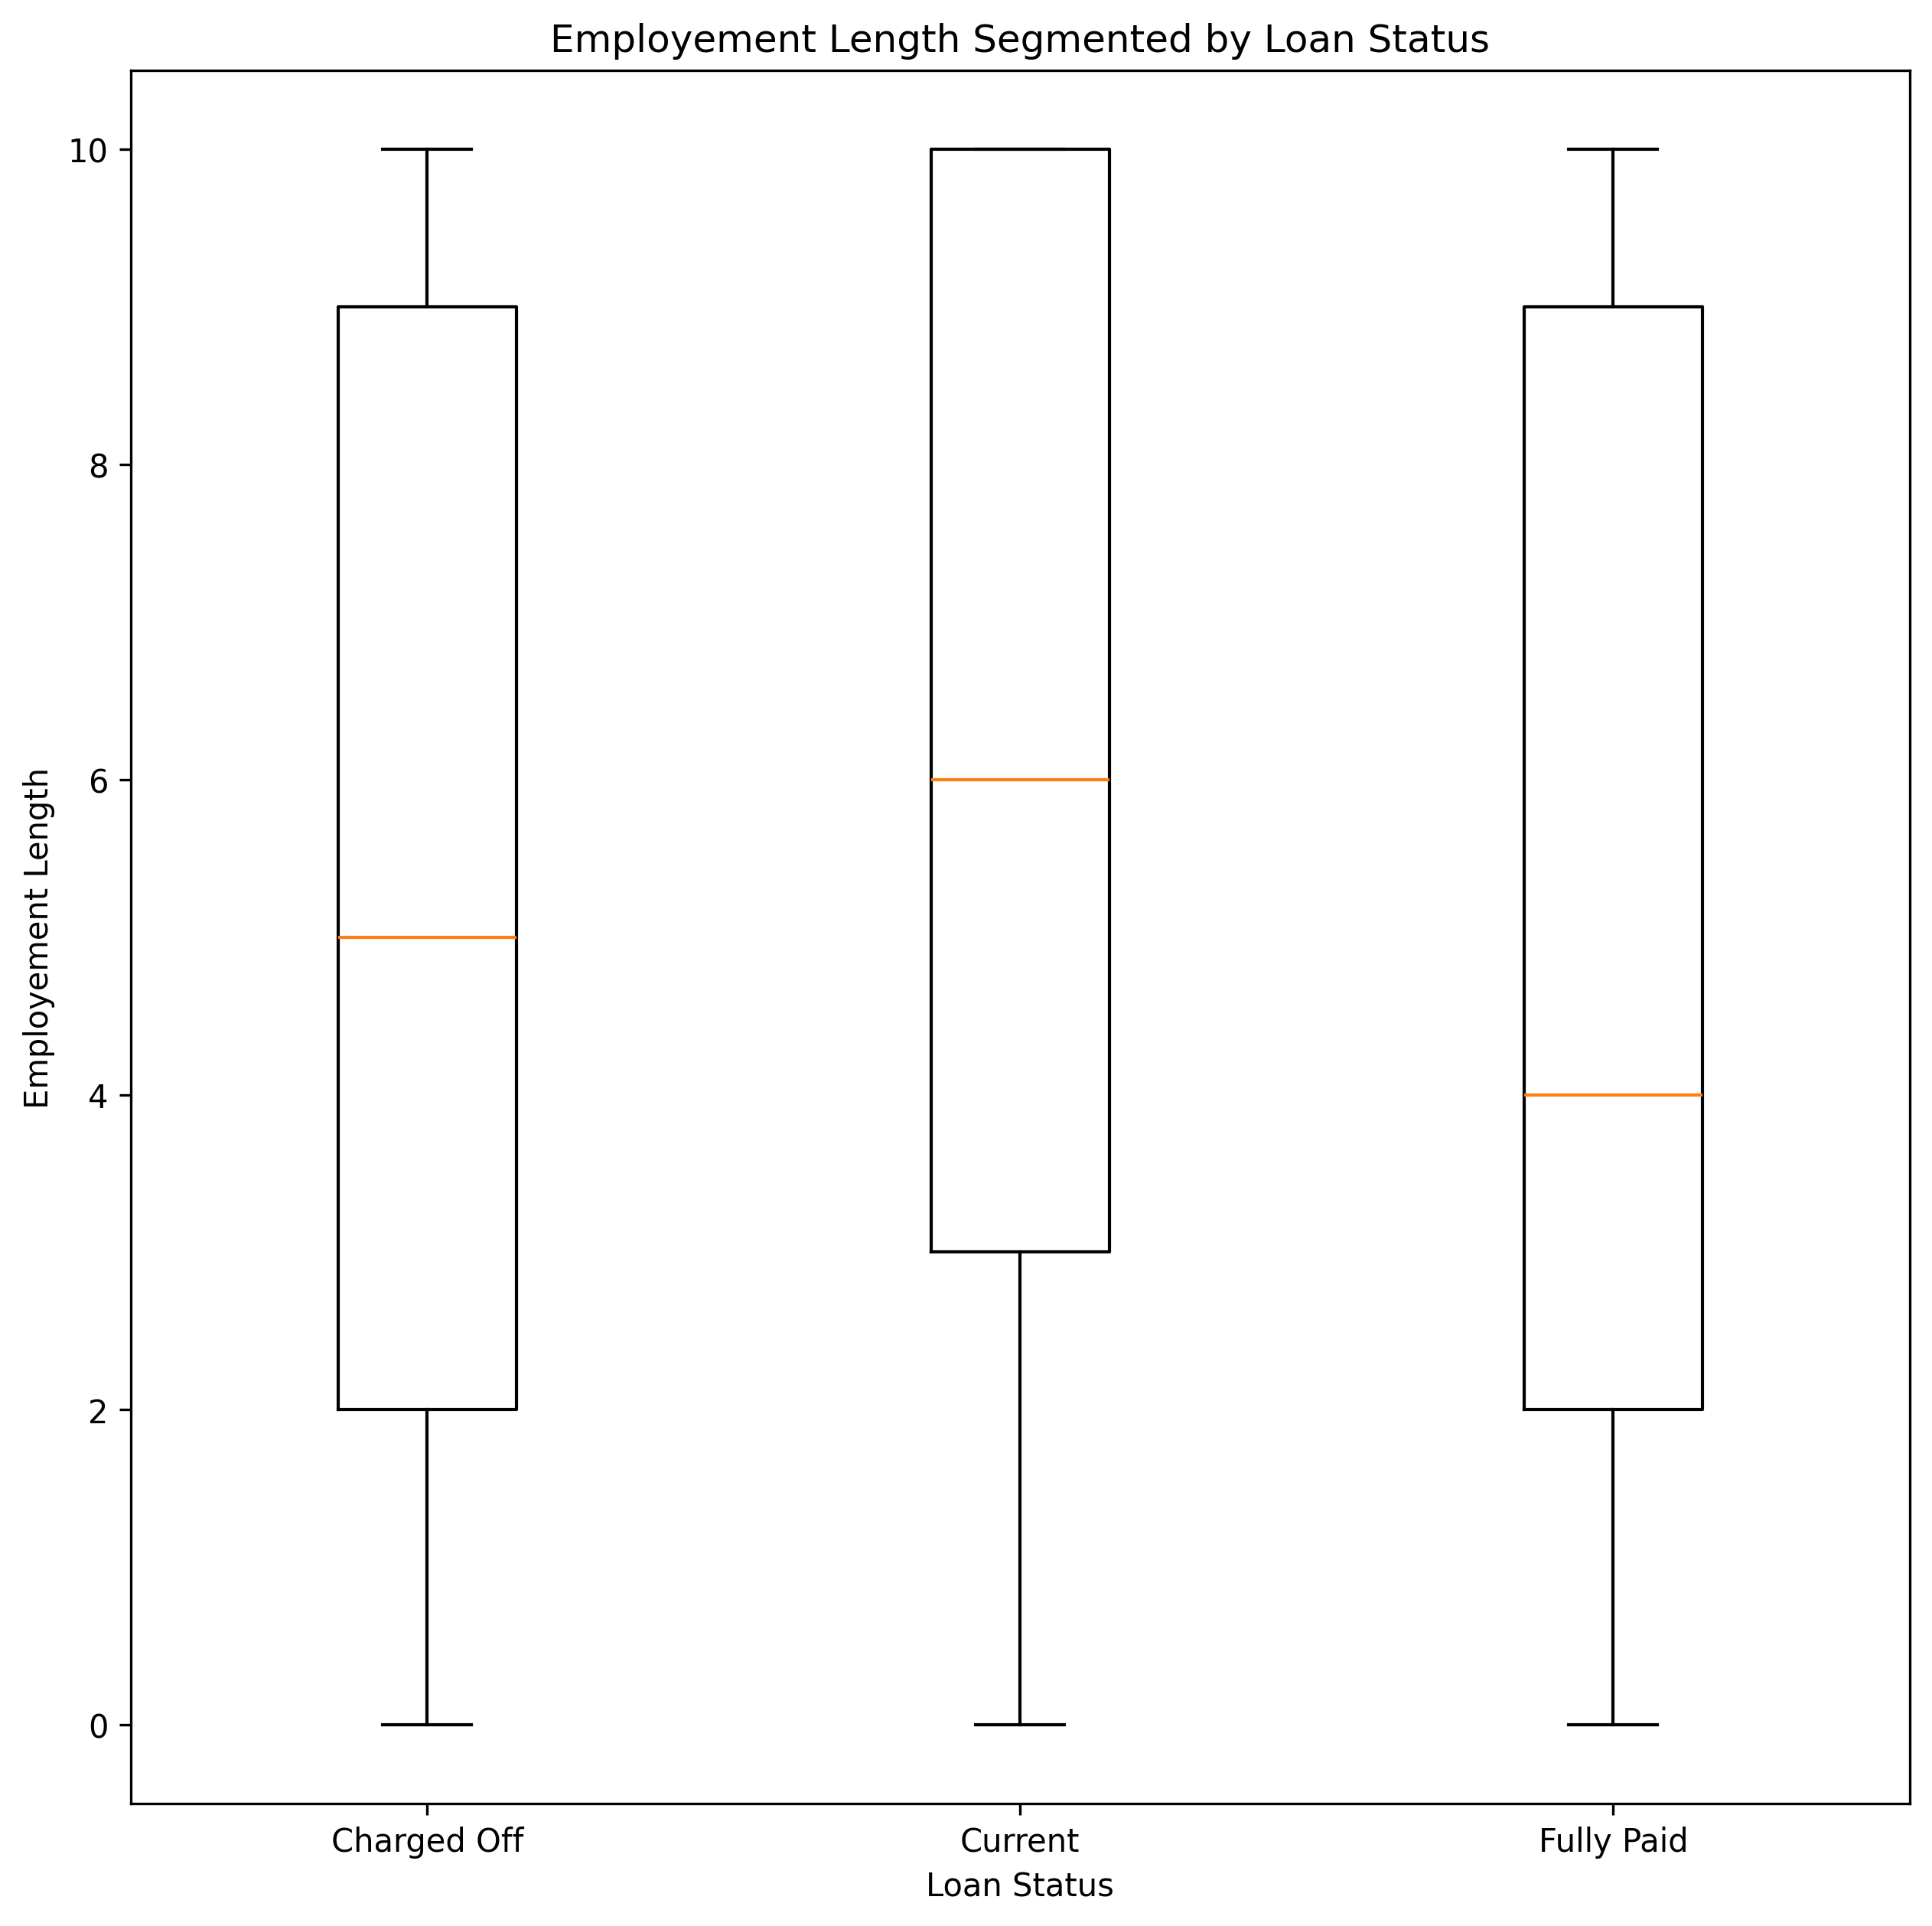 Employement Length Segmented by Loan Status
Employement Length
10
8
6
4
2
0
Charged Off Current Fully Paid
Loan Status